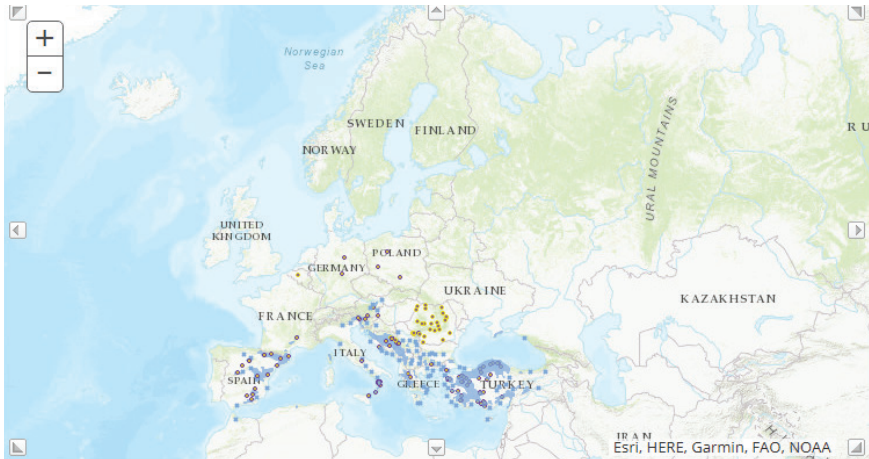 +
Norwegian
Sea
−
SWEDEN
FINLAND
R U
NORWAY
URAL MOUNTAINS
UNITED
KINGDOM
POLAND
GERMANY
UKRAINE
KAZAKHSTAN
FRANCE
ITALY
SPAIN
GREECE
TURKEY
IRAN
Esri, HERE, Garmin, FAO, NOAA